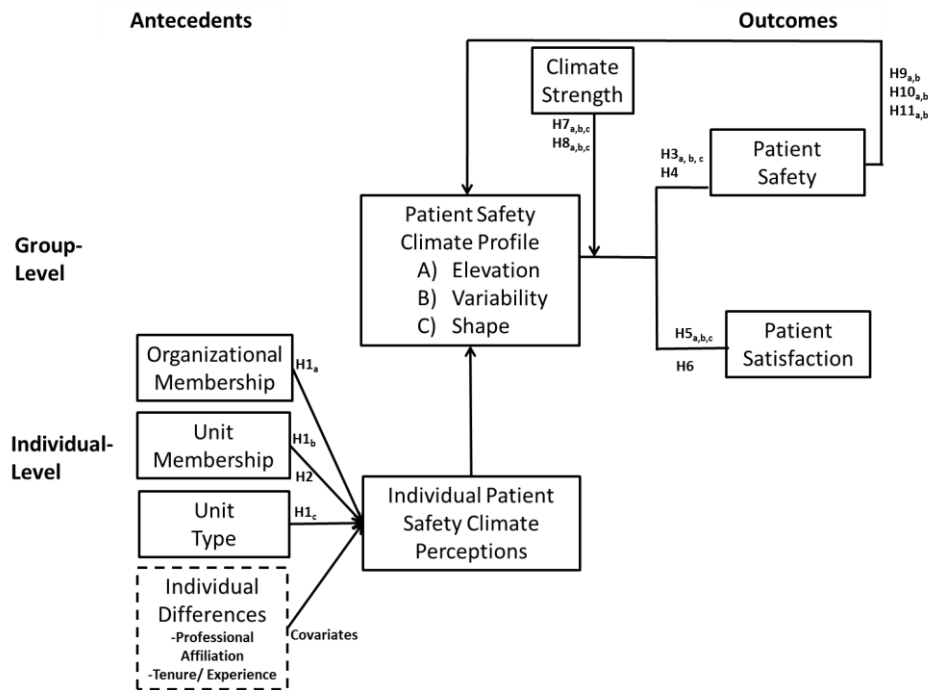 Antecedents
Outcomes
Climate
Strength
H9a,b
H10a,b
H11a,b
H7a,b,c
H8a,b,c
H3a, b, c
H4
Patient
Safety
Group-
Level
Patient Safety
Climate Profile
A) Elevation
B) Variability
C) Shape
H5a,b,c
H6
Patient
Satisfaction
Organizational
Membership
H1a
Individual-
Level
Unit
Membership
H1b
H2
Unit
Type
H1c
Individual Patient
Safety Climate
Perceptions
Individual
Differences
-Professional
Affiliation
-Tenure/ Experience
Covariates